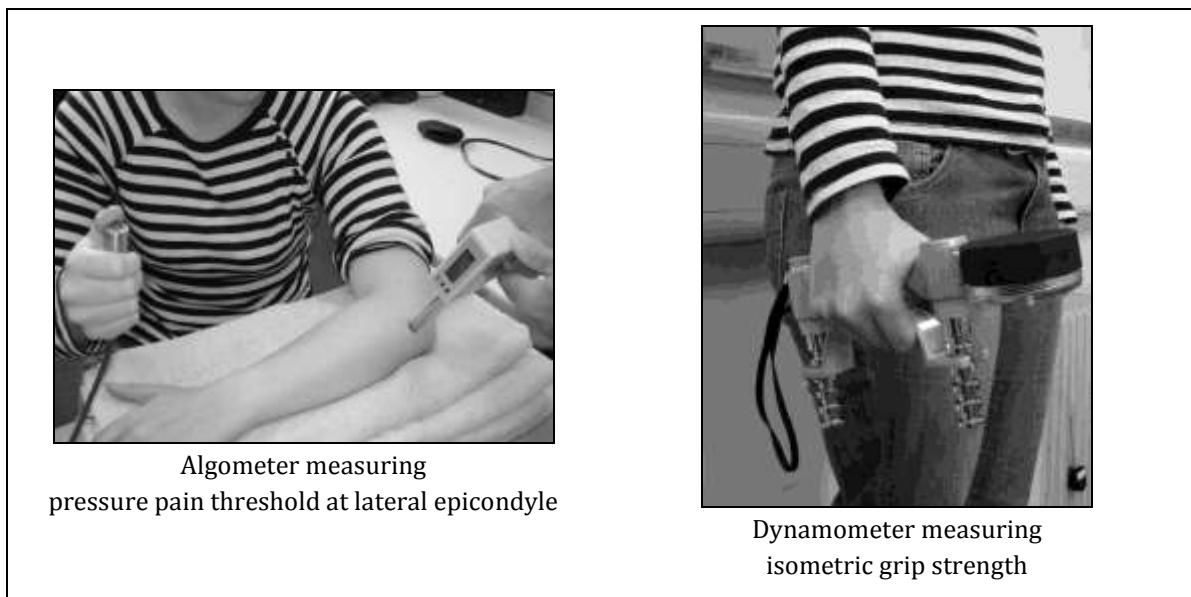 Algometer measuring
pressure pain threshold at lateral epicondyle
Dynamometer measuring
isometric grip strength